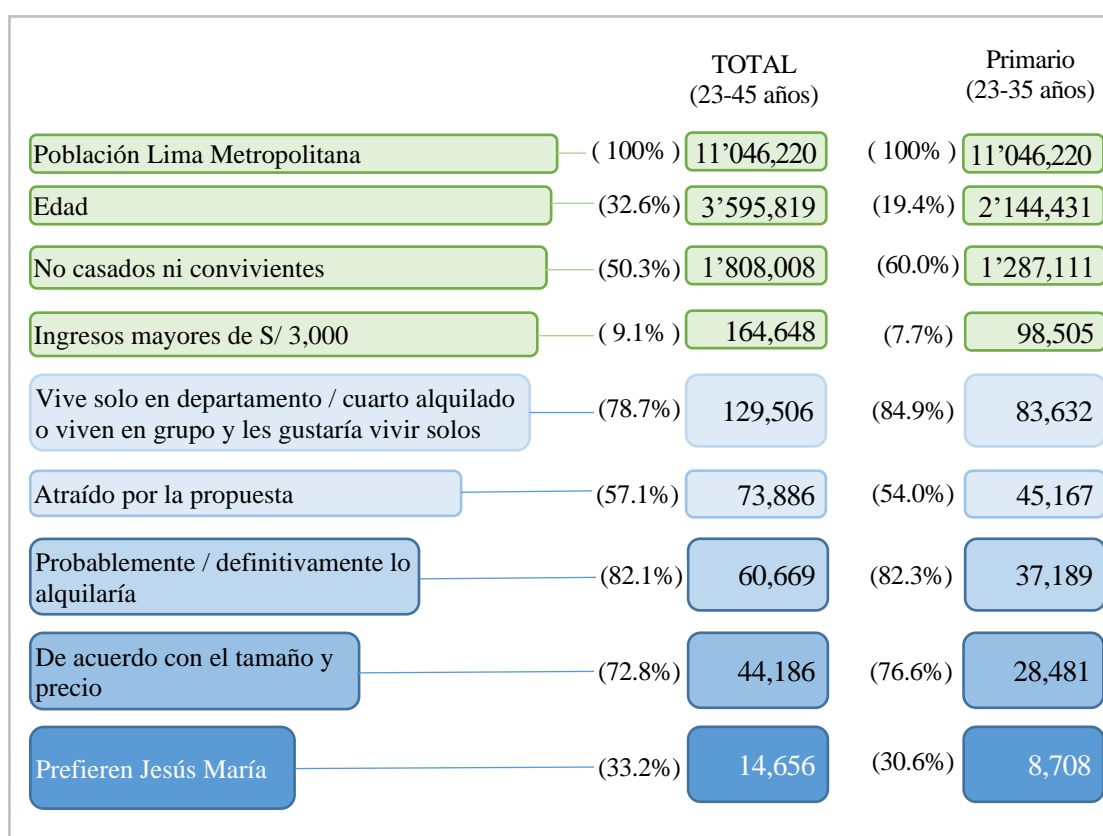 TOTAL
(23-45 años)
Primario
(23-35 años)
Población Lima Metropolitana ( 100% ) 11’046,220 ( 100% ) 11’046,220
Edad (32.6%) 3’595,819 (19.4%) 2’144,431
No casados ni convivientes (50.3%) 1’808,008 (60.0%) 1’287,111
Ingresos mayores de S/ 3,000 ( 9.1% ) 164,648 (7.7%) 98,505
Vive solo en departamento / cuarto alquilado
o viven en grupo y les gustaría vivir solos
(78.7%) 129,506 (84.9%) 83,632
Atraído por la propuesta (57.1%) 73,886 (54.0%) 45,167
Probablemente / definitivamente lo
alquilaría
(82.1%) 60,669 (82.3%) 37,189
De acuerdo con el tamaño y
precio
(72.8%) 44,186 (76.6%) 28,481
Prefieren Jesús María (33.2%) 14,656 (30.6%) 8,708